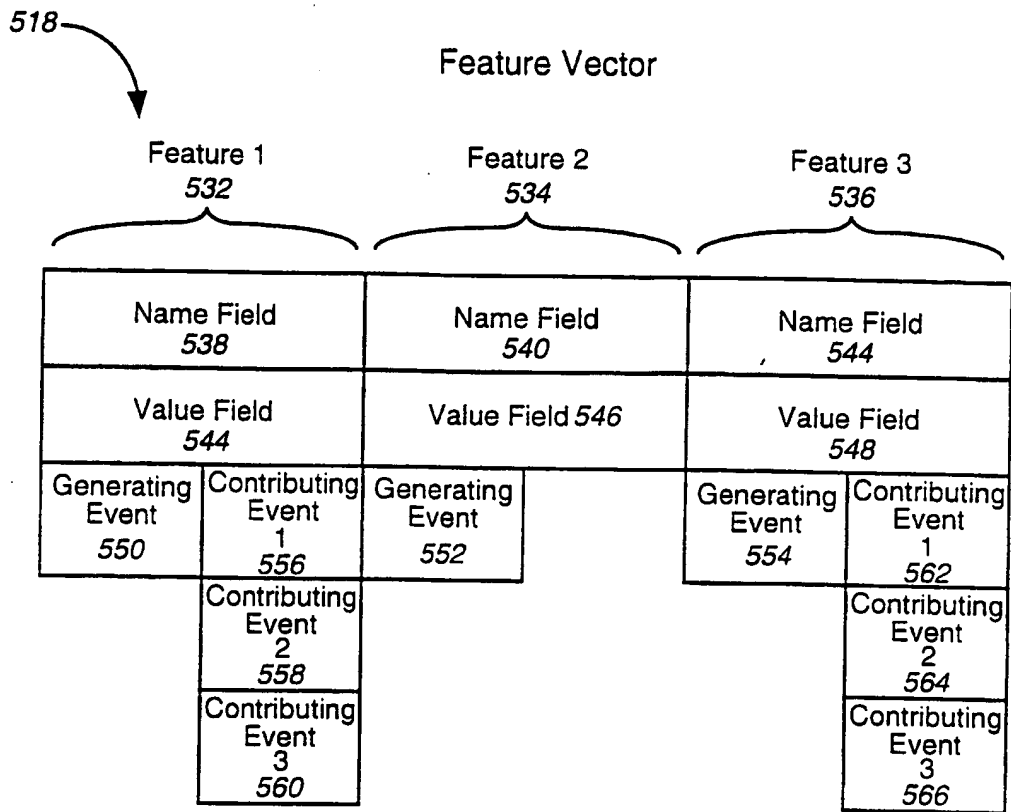 518
Feature Vector
Feature 1
532
Feature 2
534
Feature 3
536
Name Field
538
Name Field
540
Name Field
544
Value Field
544
Value Field 546
Value Field
548
Generating
Event
550
Contributing
Event
1
556
Generating
Event
552
Generating
Event
554
Contributing
Event
1
562
Contributing
Event
2
558
Contributing
Event
2
564
Contributing
Event
3
560
Contributing
Event
3
566